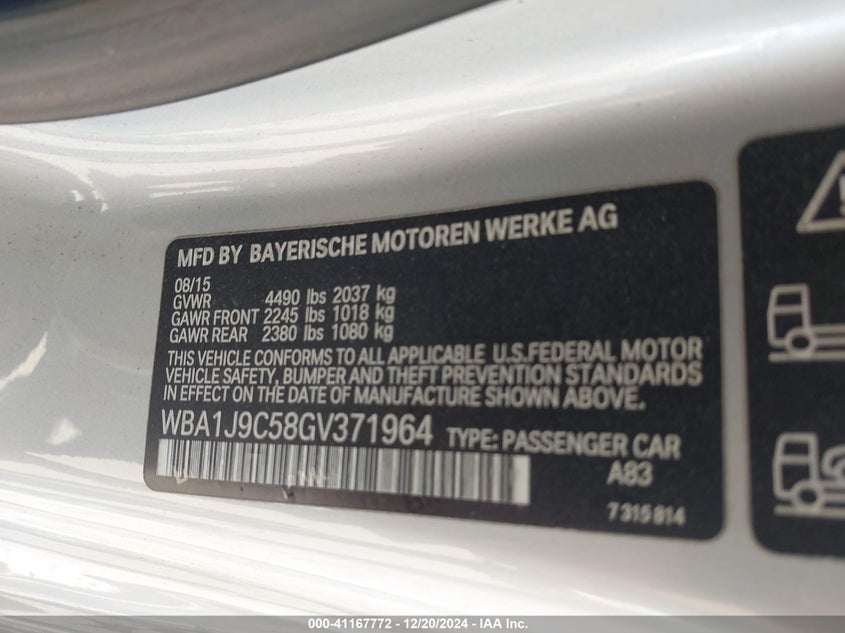 MFD BY BAYERISCHE MOTOREN WERKE AG
08/15
GVWR 4490 lbs 2037 kg
GAWR FRONT 2245 lbs 1018 kg
GAWR REAR 2380 lbs 1080 kg
THIS VEHICLE CONFORMS TO ALL APPLICABLE U.S.FEDERAL MOTOR
VEHICLE SAFETY, BUMPER AND THEFT PREVENTION STANDARDS
IN EFFECT ON THE DATE OF MANUFACTURE SHOWN ABOVE.
WBA1J9C58GV371964 TYPE: PASSENGER CAR
A83
7315814
000-41167772 - 12/20/2024 - IAA Inc.